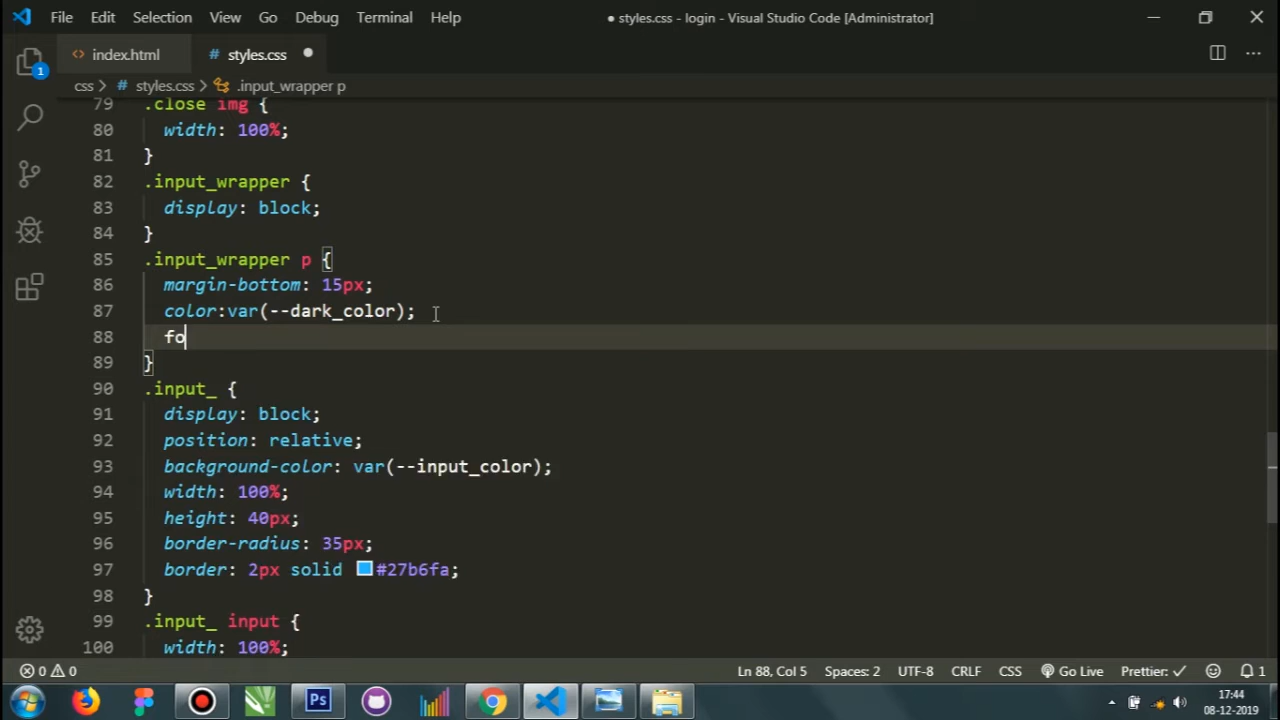 File Edit Selection View Go Debug Terminal Help ● styles.css - login - Visual Studio Code [Administrator]
<> index.html # styles.css ●
css > # styles.css > .input_wrapper p
1
79 .close img {
80 width: 100%;
81 }
82 .input_wrapper {
83 display: block;
84 }
85 .input_wrapper p {
86 margin-bottom: 15px;
87 color:var(--dark_color);
88 fo
89 }
90 .input_ {
91 display: block;
92 position: relative;
93 background-color: var(--input_color);
94 width: 100%;
95 height: 40px;
96 border-radius: 35px;
97 border: 2px solid #27b6fa;
98 }
99 .input_ input {
100 width: 100%;
0 0 Ln 88, Col 5 Spaces: 2 UTF-8 CRLF CSS Go Live Prettier: ✓ 1
Ps 17:44
08-12-2019